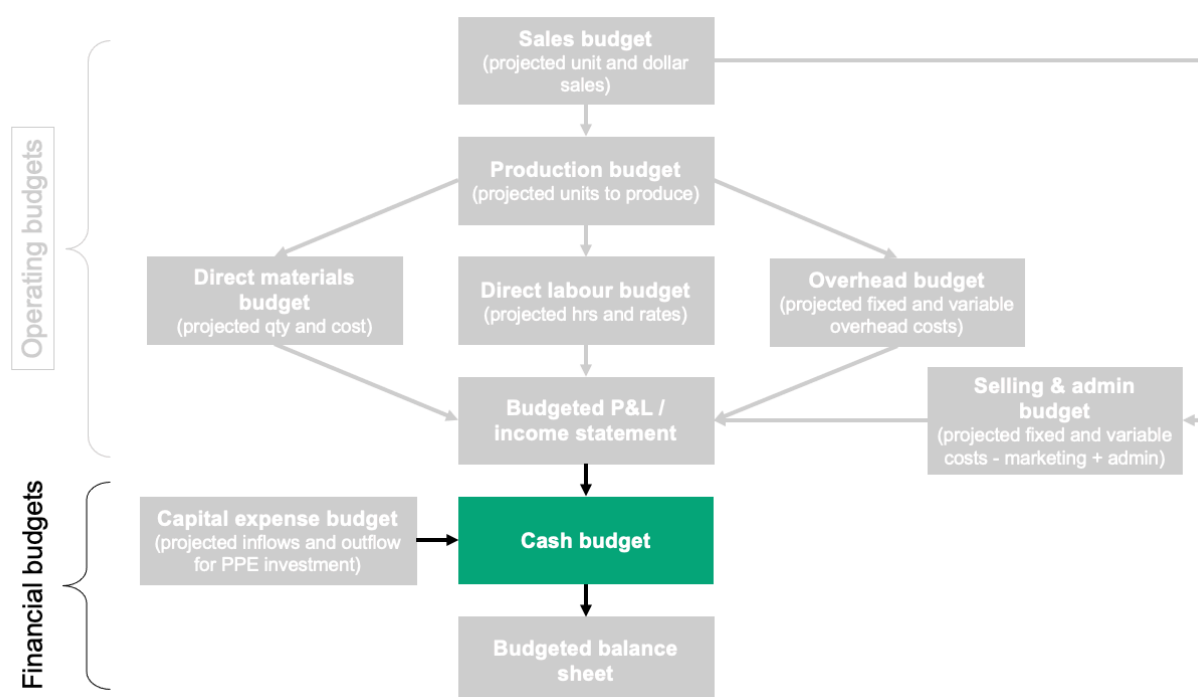 Sales budget
(projected unit and dollar
sales)
Operating budgets
Production budget
(projected units to produce)
Direct materials
budget
(projected qty and cost)
Direct labour budget
(projected hrs and rates)
Overhead budget
(projected fixed and variable
overhead costs)
Budgeted P&L /
income statement
Selling & admin
budget
(projected fixed and variable
costs - marketing + admin)
Financial budgets
Capital expense budget
(projected inflows and outflow
for PPE investment)
Cash budget
Budgeted balance
sheet